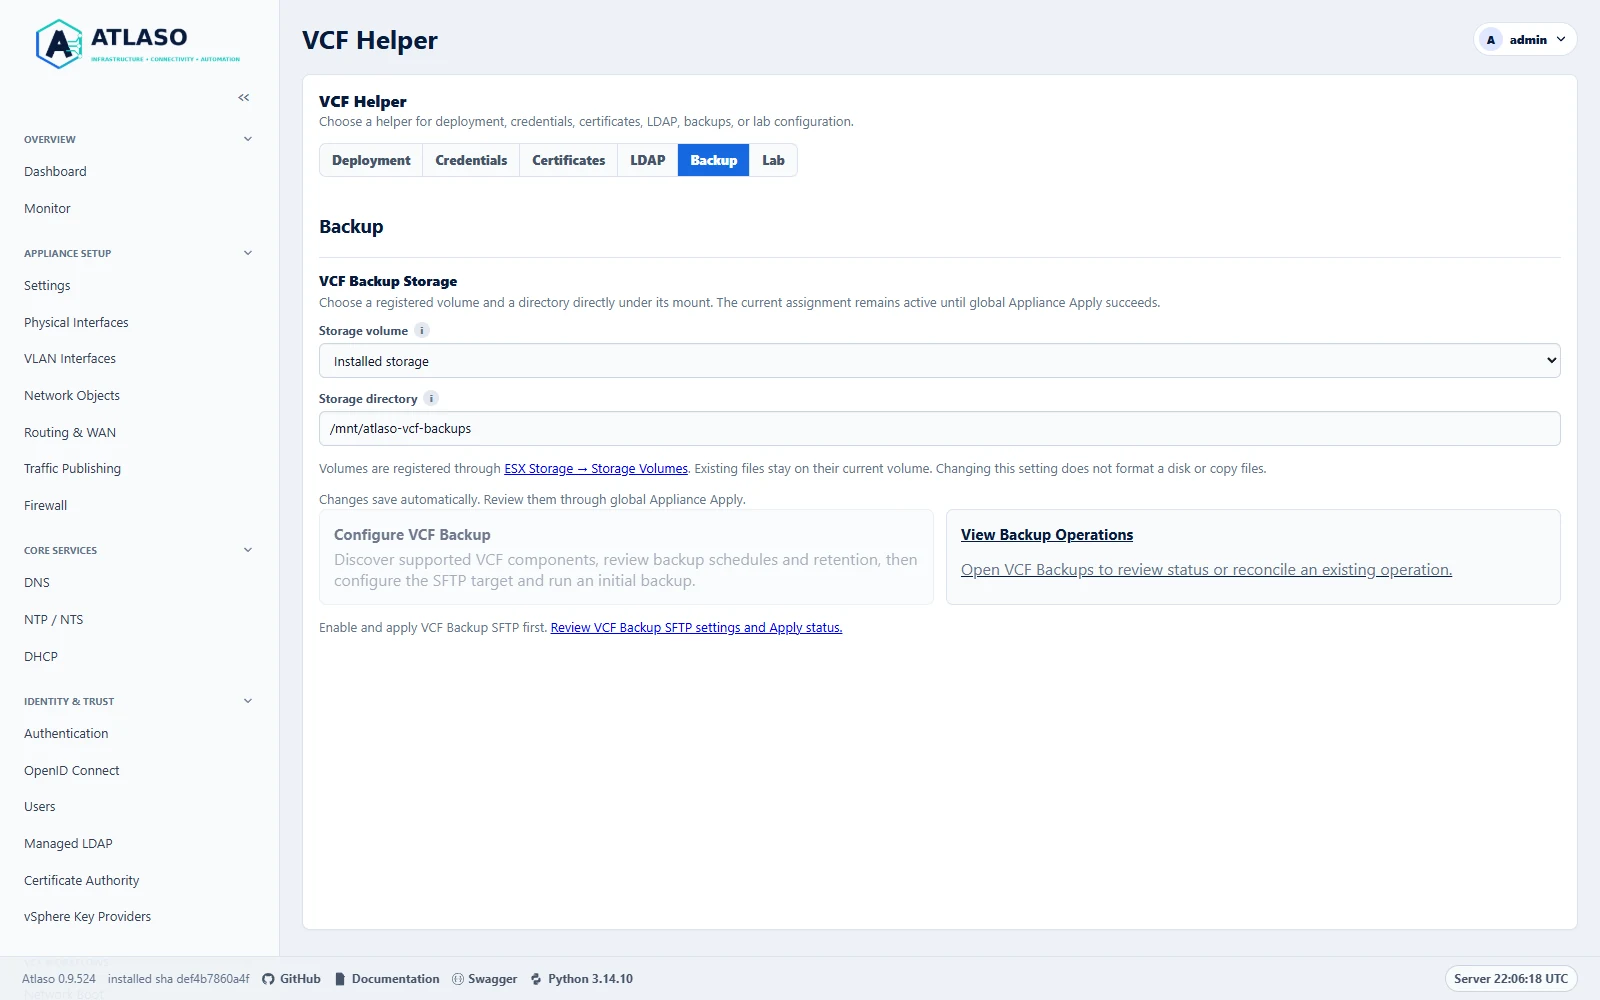 ATLASO
INFRASTRUCTURE • CONNECTIVITY • AUTOMATION
OVERVIEW
Dashboard
Monitor
APPLIANCE SETUP
Settings
Physical Interfaces
VLAN Interfaces
Network Objects
Routing & WAN
Traffic Publishing
Firewall
CORE SERVICES
DNS
NTP / NTS
DHCP
IDENTITY & TRUST
Authentication
OpenID Connect
Users
Managed LDAP
Certificate Authority
vSphere Key Providers
VCF Helper
A admin
VCF Helper
Choose a helper for deployment, credentials, certificates, LDAP, backups, or lab configuration.
Deployment Credentials Certificates LDAP Backup Lab
Backup
VCF Backup Storage
Choose a registered volume and a directory directly under its mount. The current assignment remains active until global Appliance Apply succeeds.
Storage volume i
Installed storage
Storage directory i
/mnt/atlaso-vcf-backups
Volumes are registered through ESX Storage → Storage Volumes. Existing files stay on their current volume. Changing this setting does not format a disk or copy files.
Changes save automatically. Review them through global Appliance Apply.
Configure VCF Backup
Discover supported VCF components, review backup schedules and retention, then
configure the SFTP target and run an initial backup.
View Backup Operations
Open VCF Backups to review status or reconcile an existing operation.
Enable and apply VCF Backup SFTP first. Review VCF Backup SFTP settings and Apply status.
Atlaso 0.9.524 installed sha def4b7860a4f GitHub Documentation Swagger Python 3.14.10
Network Boot
Server 22:06:18 UTC